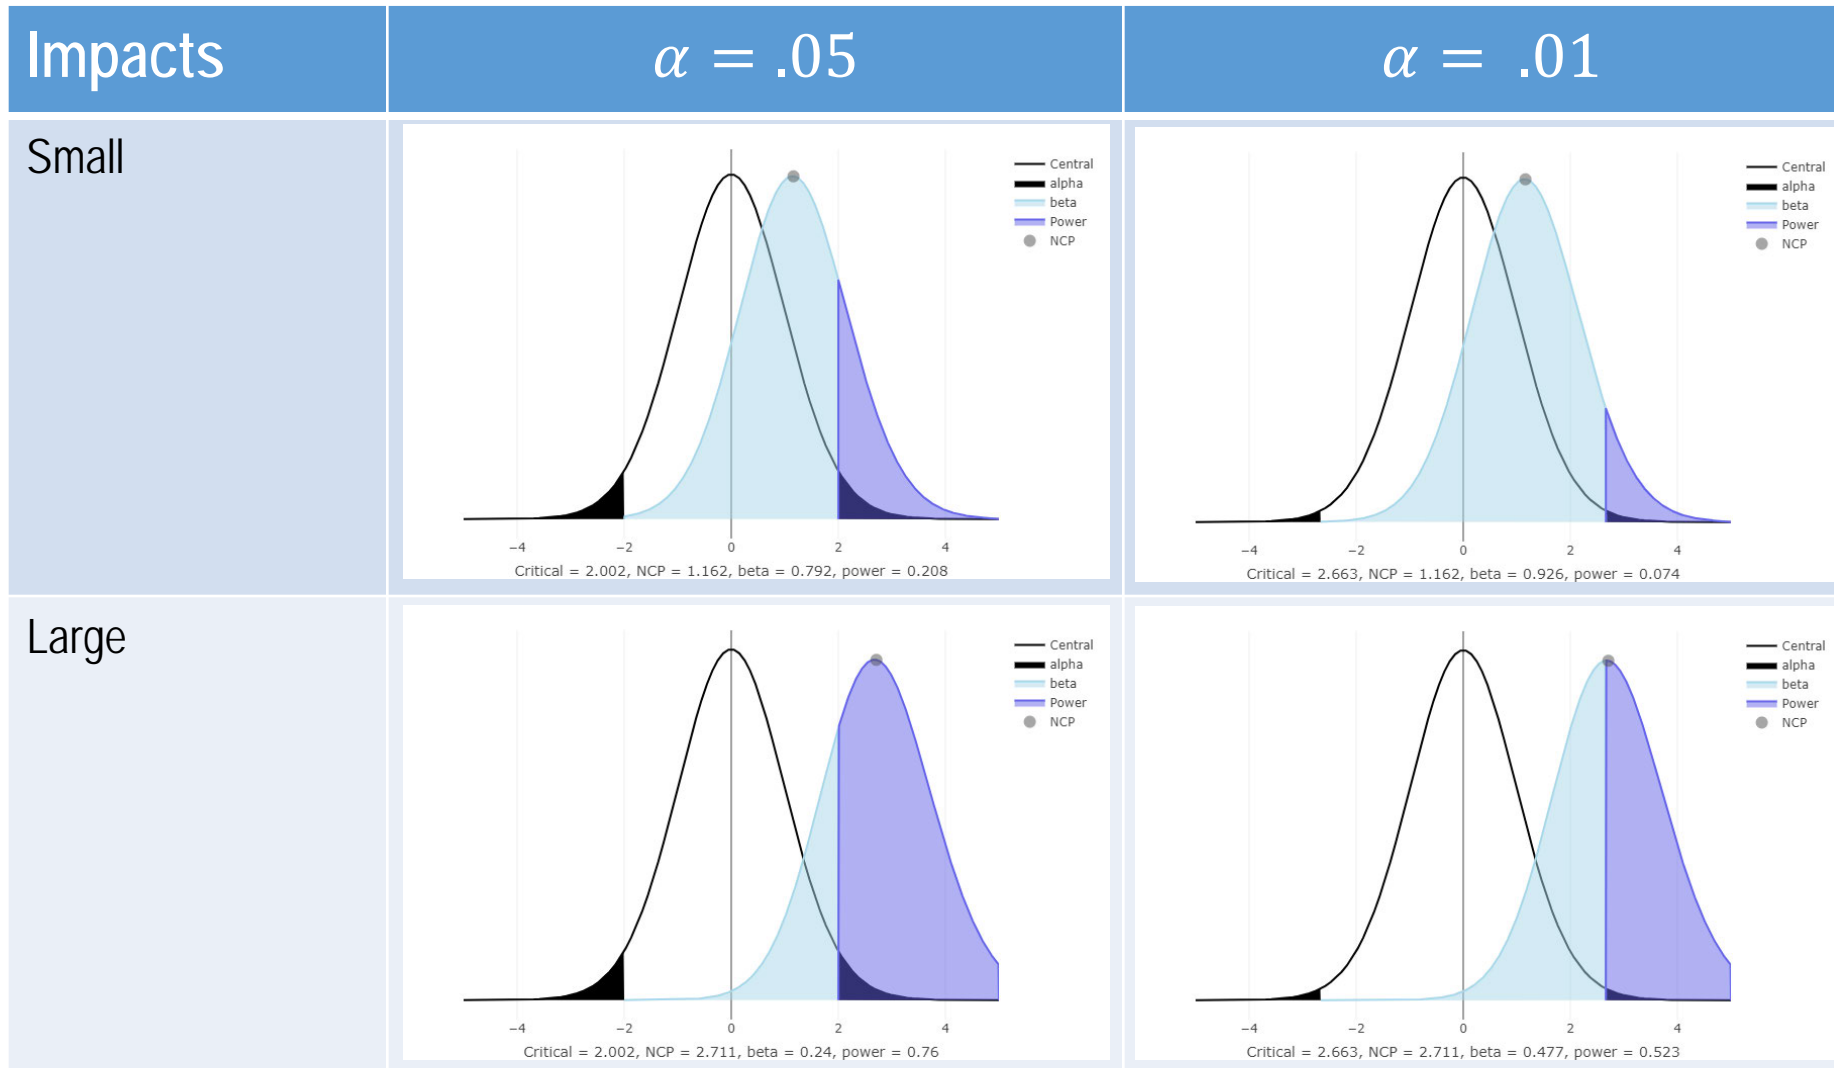 Impacts
α = .05
α = .01
Small
Central
alpha
beta
Power
NCP
−4 −2 0 2 4
Critical = 2.002, NCP = 1.162, beta = 0.792, power = 0.208
Central
alpha
beta
Power
NCP
−4 −2 0 2 4
Critical = 2.663, NCP = 1.162, beta = 0.926, power = 0.074
Large
Central
alpha
beta
Power
NCP
−4 −2 0 2 4
Critical = 2.002, NCP = 2.711, beta = 0.24, power = 0.76
Central
alpha
beta
Power
NCP
−4 −2 0 2 4
Critical = 2.663, NCP = 2.711, beta = 0.477, power = 0.523